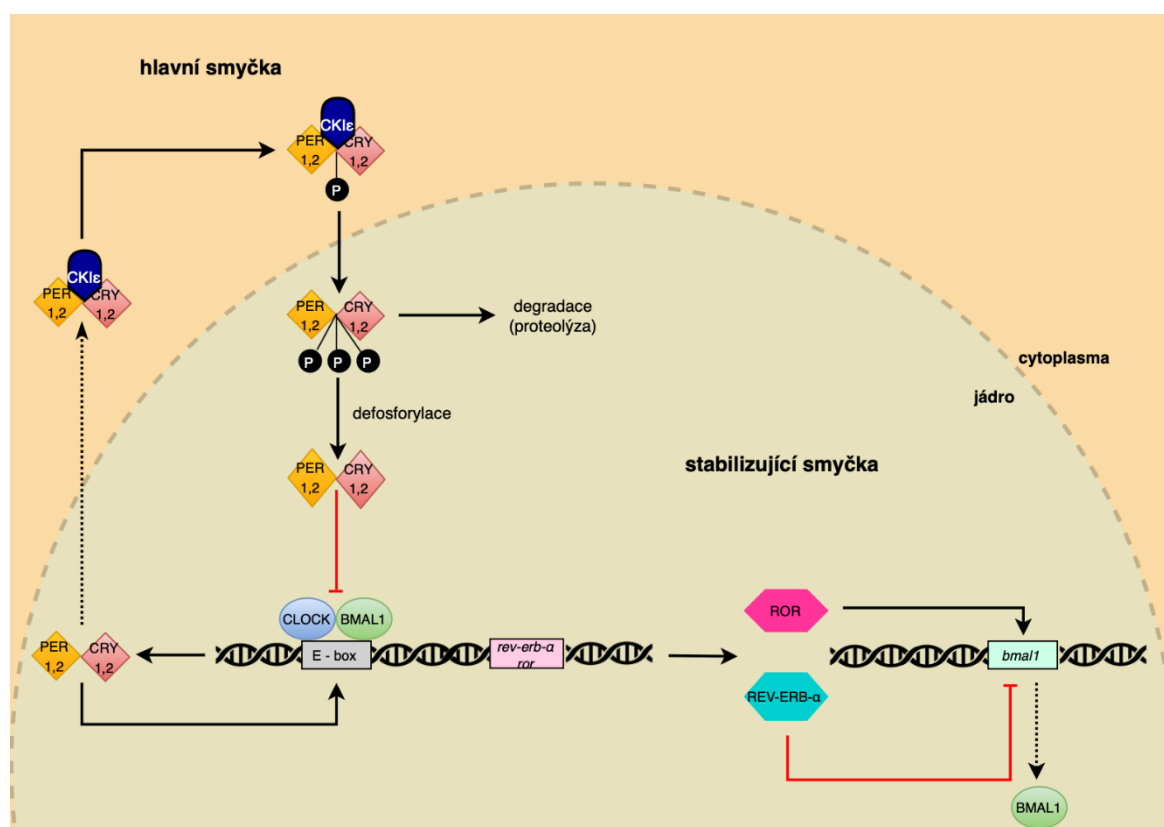 hlavní smyčka
CKIε
PER
1,2
CRY
1,2
P
CKIε
PER
1,2
CRY
1,2
PER
1,2
CRY
1,2
P
P
P
degradace
(proteolýza)
cytoplasma
jádro
defosforylace
PER
1,2
CRY
1,2
stabilizující smyčka
CLOCK
BMAL1
ROR
PER
1,2
CRY
1,2
E - box
rev-erb-α
ror
bmal1
REV-ERB-α
BMAL1